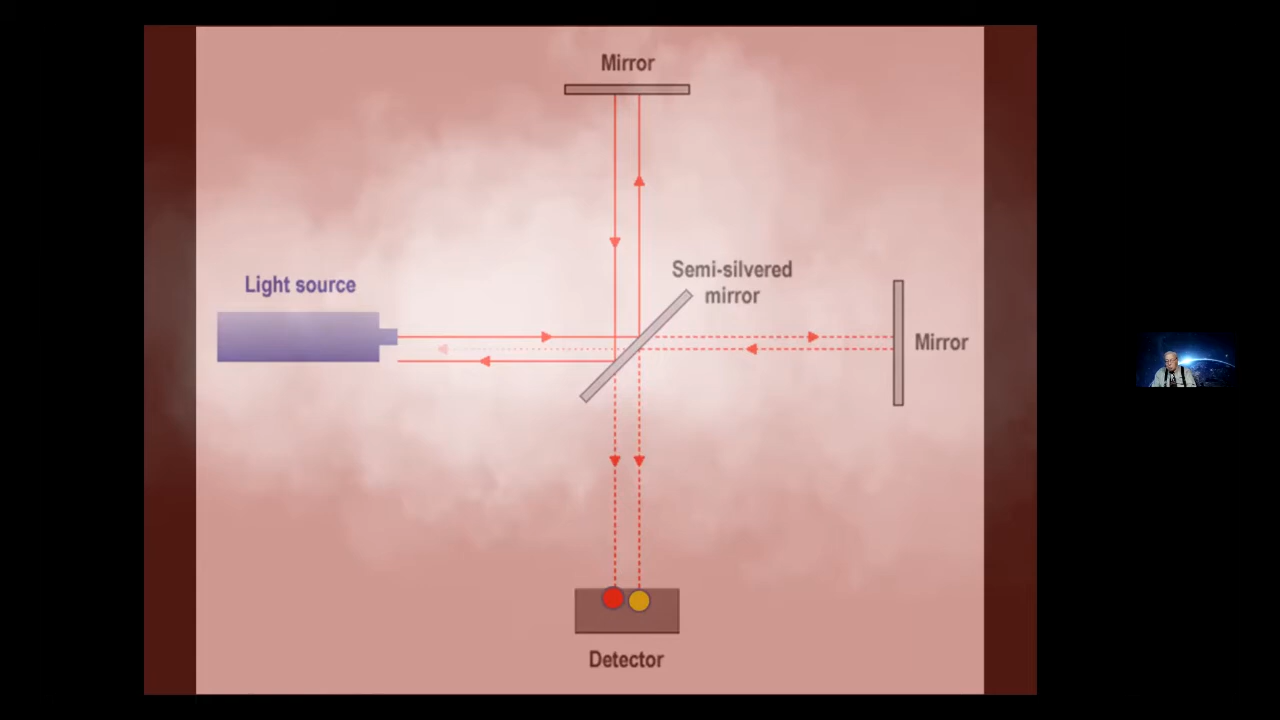 Mirror
Light source
Semi-silvered
mirror
Mirror
Detector